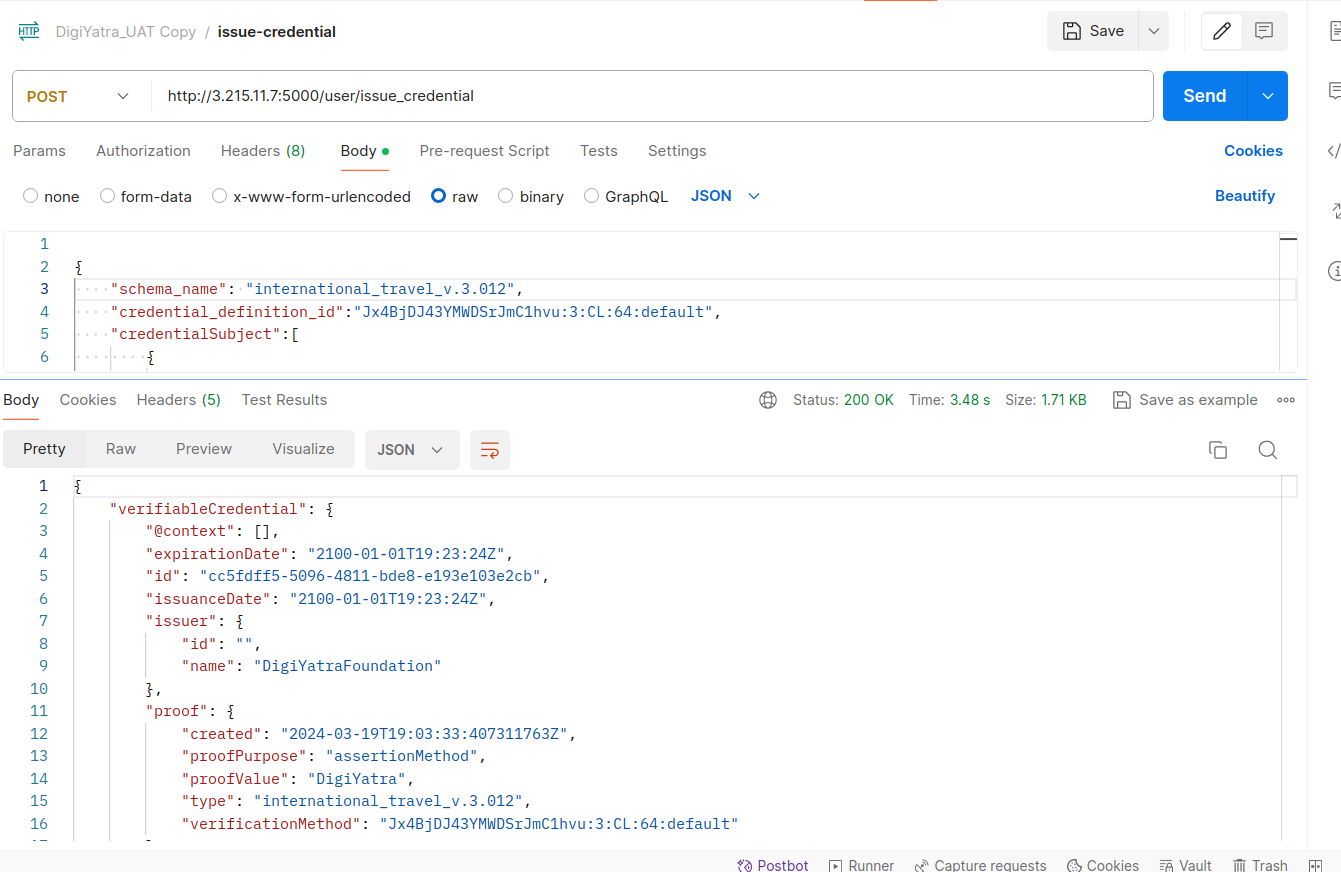 HTTP DigiYatra_UAT Copy / issue-credential Save
POST http://3.215.11.7:5000/user/issue_credential Send
Params Authorization Headers (8) Body Pre-request Script Tests Settings Cookies
none form-data x-www-form-urlencoded raw binary GraphQL JSON Beautify
1
2 {
3 "schema_name": "international_travel_v.3.012",
4 "credential_definition_id":"Jx4BjDJ43YMWDSrJmC1hvu:3:CL:64:default",
5 "credentialSubject":[
6 {
Body Cookies Headers (5) Test Results Status: 200 OK Time: 3.48 s Size: 1.71 KB Save as example
Pretty Raw Preview Visualize JSON
1 {
2 "verifiableCredential": {
3 "@context": [],
4 "expirationDate": "2100-01-01T19:23:24Z",
5 "id": "cc5fdff5-5096-4811-bde8-e193e103e2cb",
6 "issuanceDate": "2100-01-01T19:23:24Z",
7 "issuer": {
8 "id": "",
9 "name": "DigiYatraFoundation"
10 },
11 "proof": {
12 "created": "2024-03-19T19:03:33:407311763Z",
13 "proofPurpose": "assertionMethod",
14 "proofValue": "DigiYatra",
15 "type": "international_travel_v.3.012",
16 "verificationMethod": "Jx4BjDJ43YMWDSrJmC1hvu:3:CL:64:default"
Postbot Runner Capture requests Cookies Vault Trash